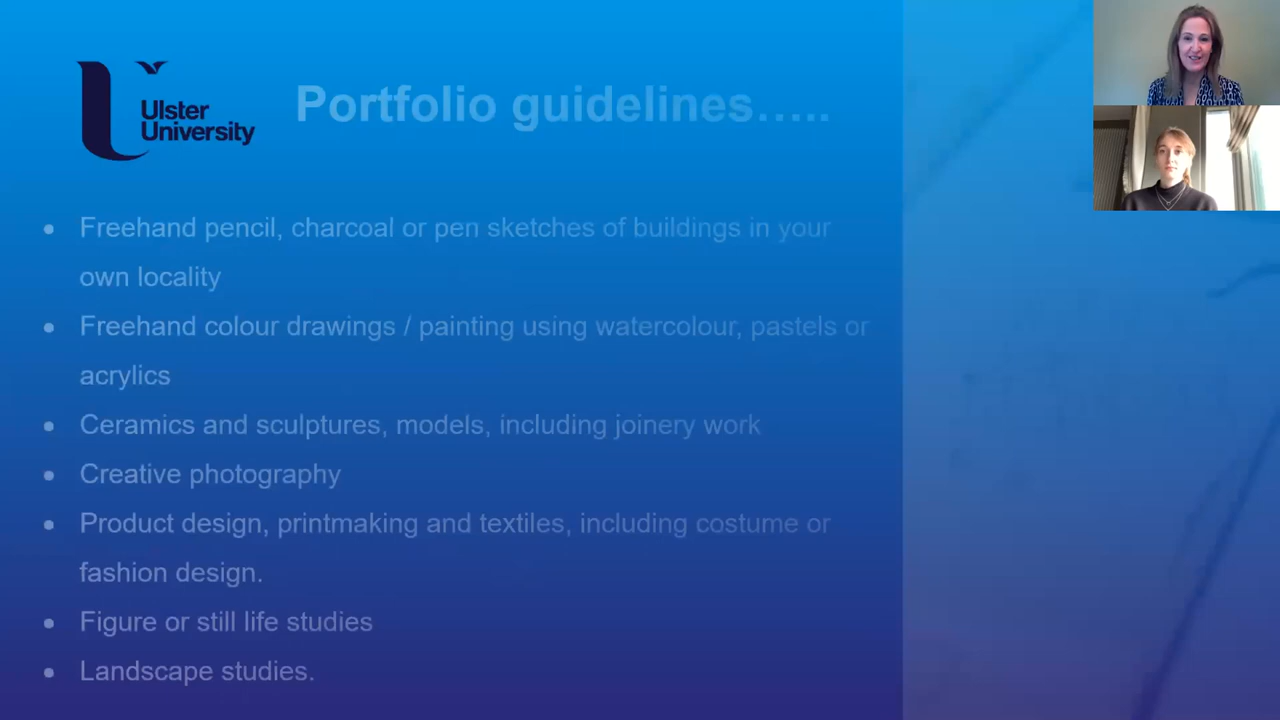 Ulster
University
Portfolio guidelines…..
• Freehand pencil, charcoal or pen sketches of buildings in your
own locality
• Freehand colour drawings / painting using watercolour, pastels or
acrylics
• Ceramics and sculptures, models, including joinery work
• Creative photography
• Product design, printmaking and textiles, including costume or
fashion design.
• Figure or still life studies
• Landscape studies.